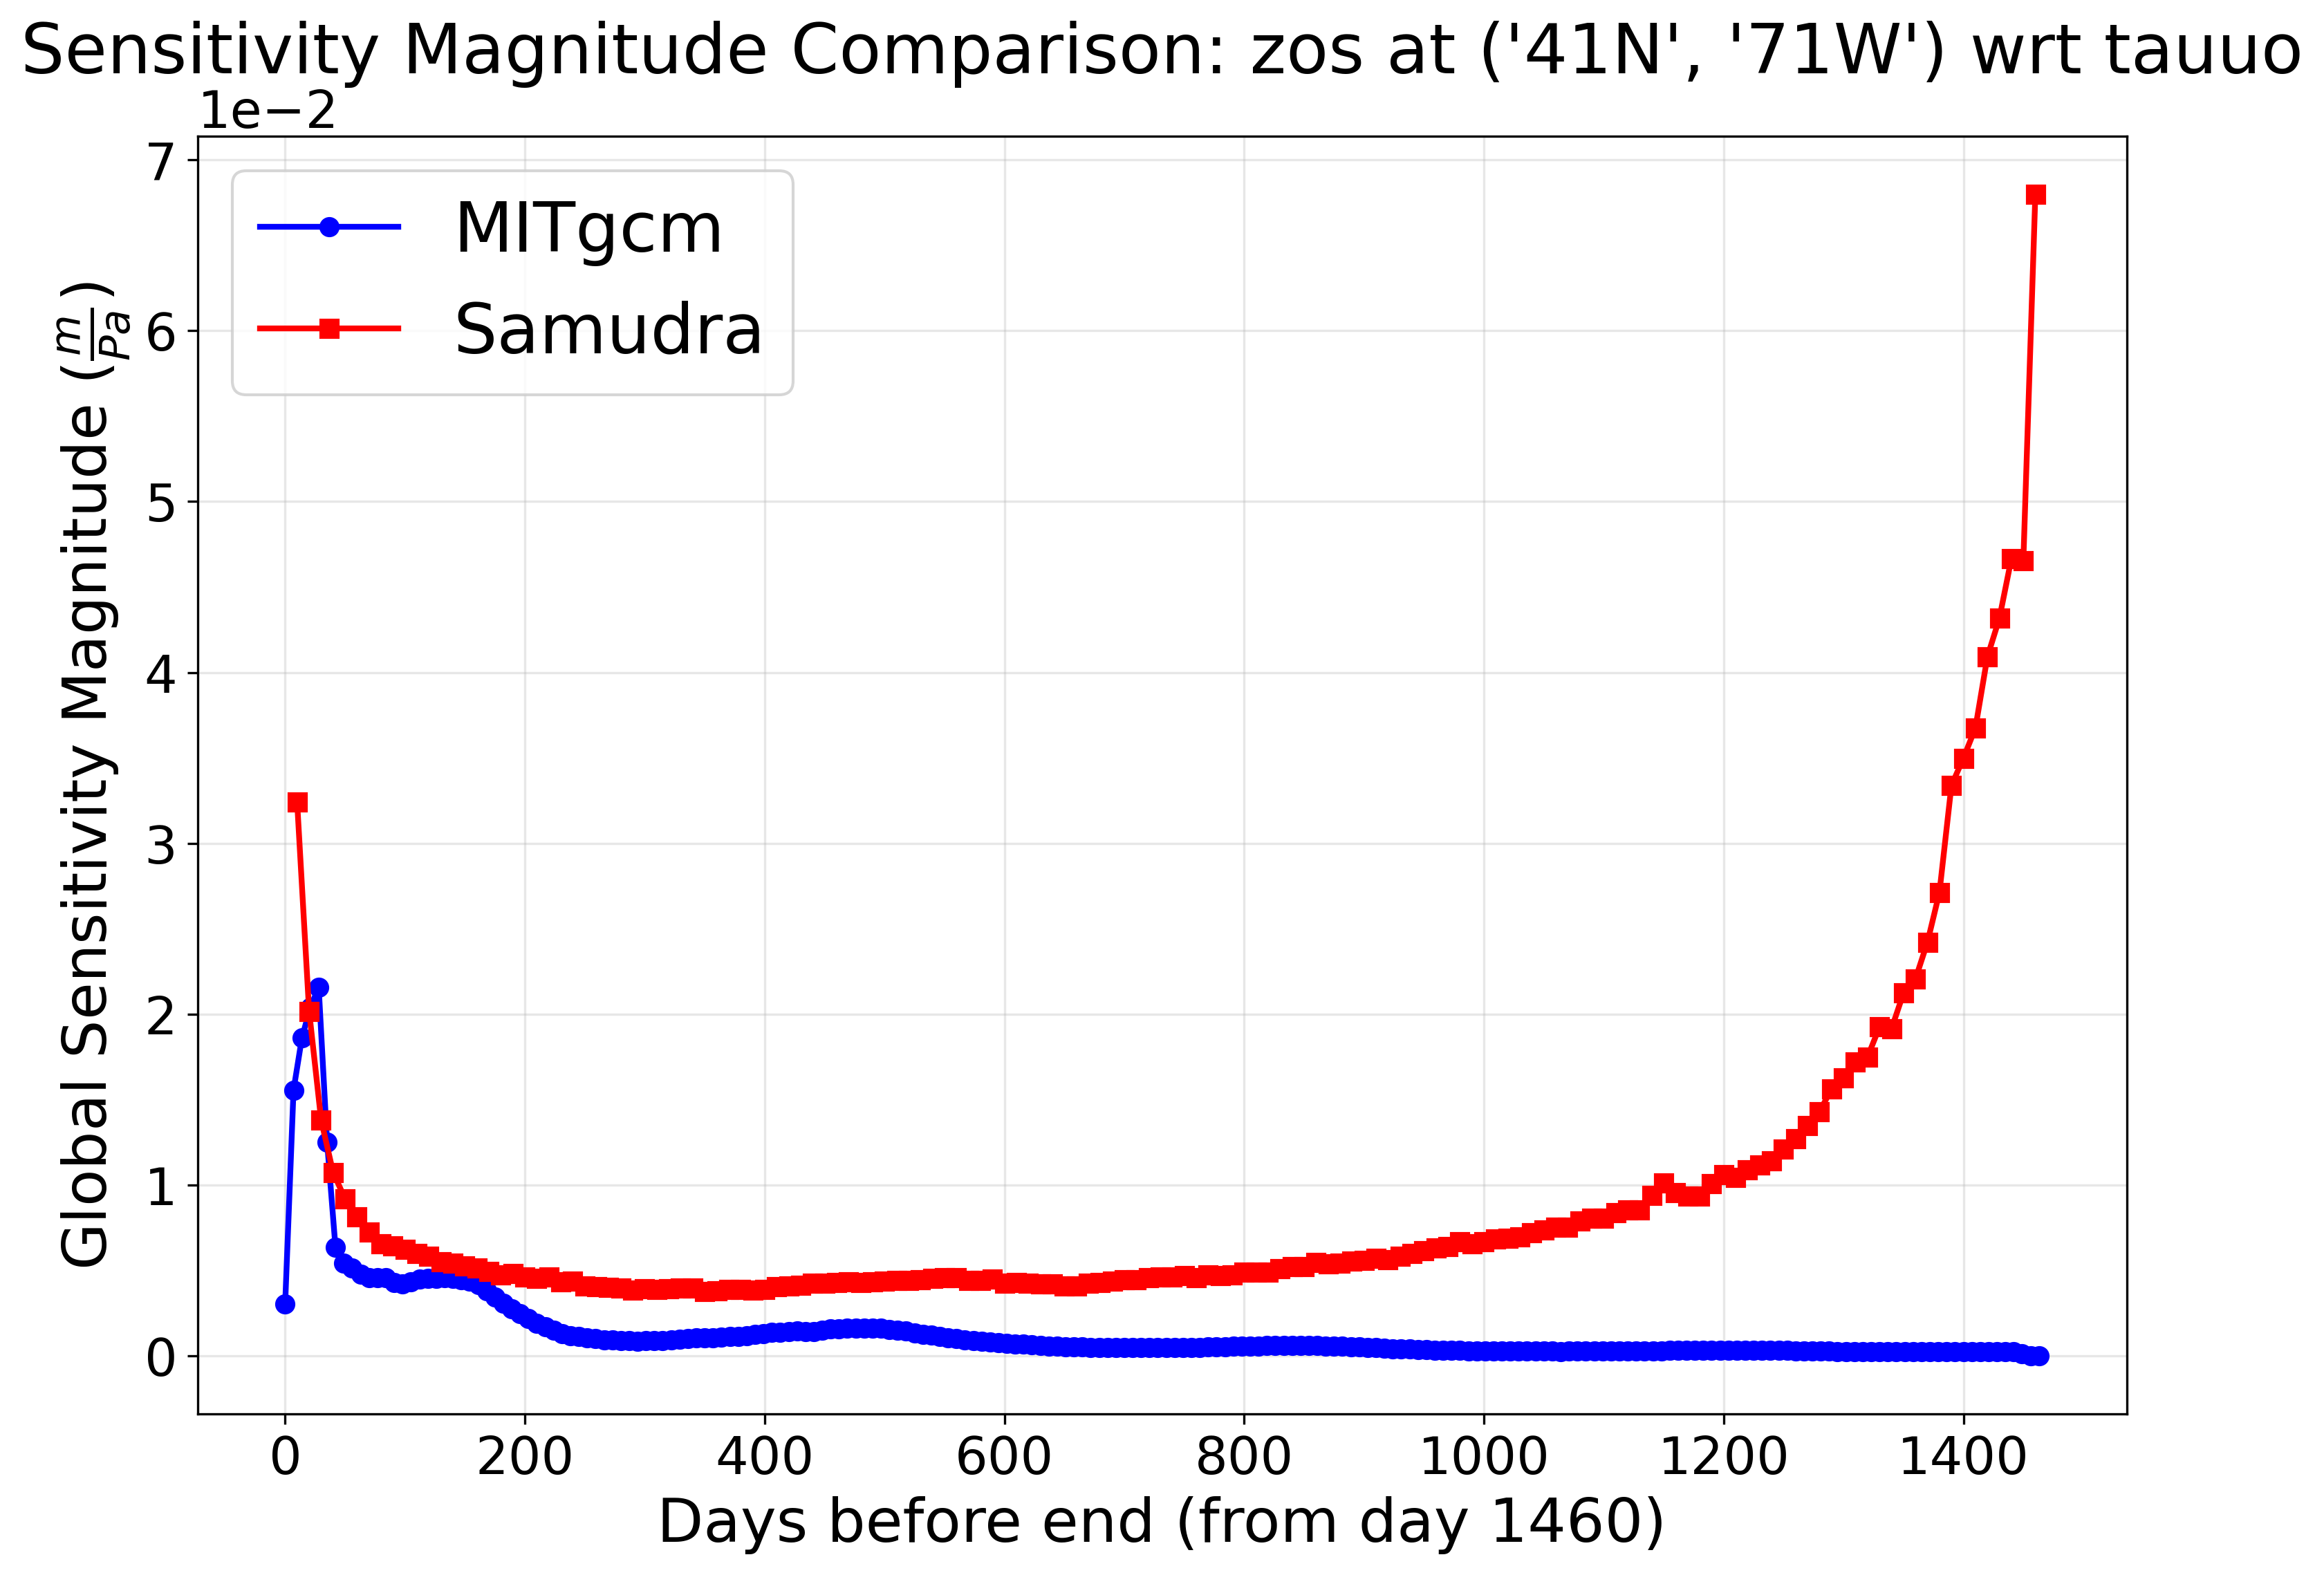 Sensitivity Magnitude Comparison: zos at ('41N', '71W') wrt tauuo
1e−2
MITgcm
Samudra
Global Sensitivity Magnitude (m/Pa)
7
6
5
4
3
2
1
0
0 200 400 600 800 1000 1200 1400
Days before end (from day 1460)